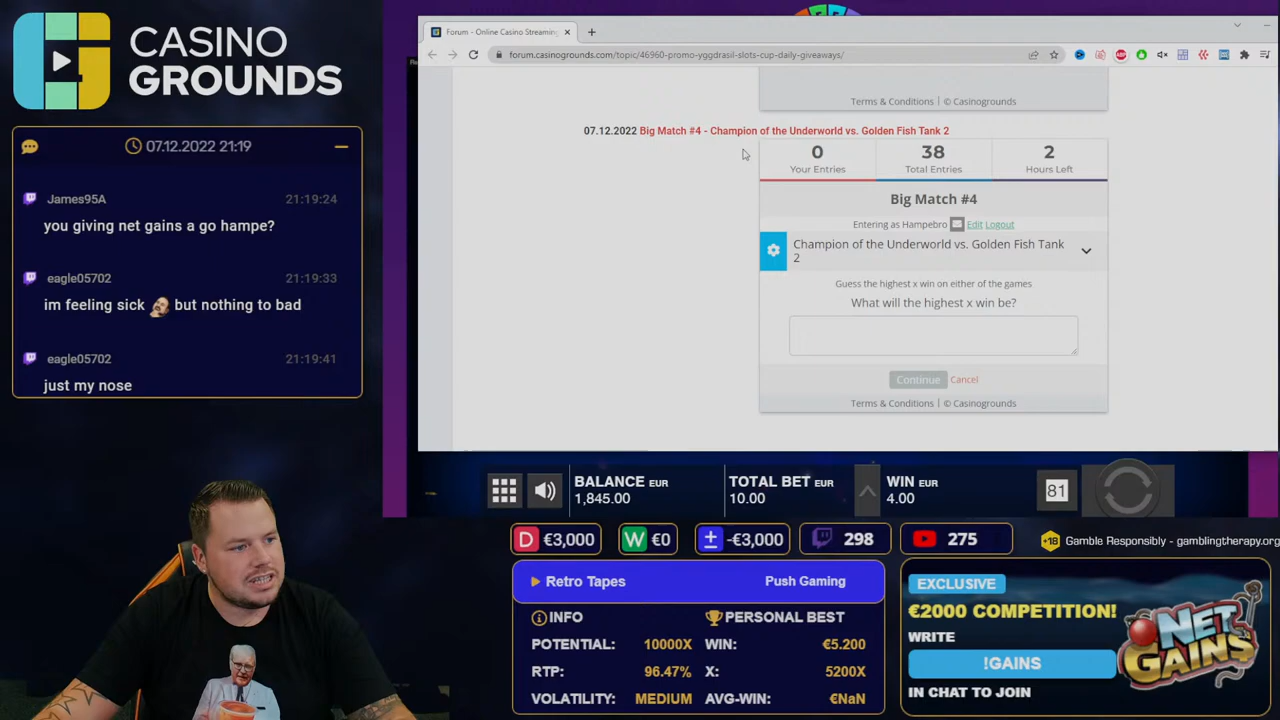 CASINO
GROUNDS
07.12.2022 21:19
James95A 21:19:24
you giving net gains a go hampe?
eagle05702 21:19:33
im feeling sick but nothing to bad
eagle05702 21:19:41
just my nose
Forum - Online Casino Streaming
forum.casinogrounds.com/topic/46960-promo-yggdrasil-slots-cup-daily-giveaways/
Terms & Conditions | © Casinogrounds
07.12.2022 Big Match #4 - Champion of the Underworld vs. Golden Fish Tank 2
0 38 2
Your Entries Total Entries Hours Left
Big Match #4
Entering as Hampebro Edit Logout
Champion of the Underworld vs. Golden Fish Tank
2
Guess the highest x win on either of the games
What will the highest x win be?
Continue Cancel
Terms & Conditions | © Casinogrounds
BALANCE EUR TOTAL BET EUR WIN EUR
1,845.00 10.00 4.00
81
D €3,000 W €0 ± -€3,000 298 275
+18 Gamble Responsibly - gamblingtherapy.org
Retro Tapes Push Gaming
INFO PERSONAL BEST
POTENTIAL: 10000X WIN: €5.200
RTP: 96.47% X: 5200X
VOLATILITY: MEDIUM AVG-WIN: €NaN
EXCLUSIVE
€2000 COMPETITION!
WRITE
!GAINS
IN CHAT TO JOIN
NET
GAINS